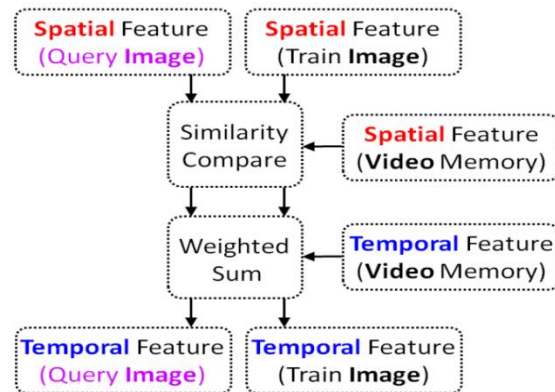 Spatial Feature
(Query Image)
Spatial Feature
(Train Image)
Similarity
Compare
Spatial Feature
(Video Memory)
Weighted
Sum
Temporal Feature
(Video Memory)
Temporal Feature
(Query Image)
Temporal Feature
(Train Image)